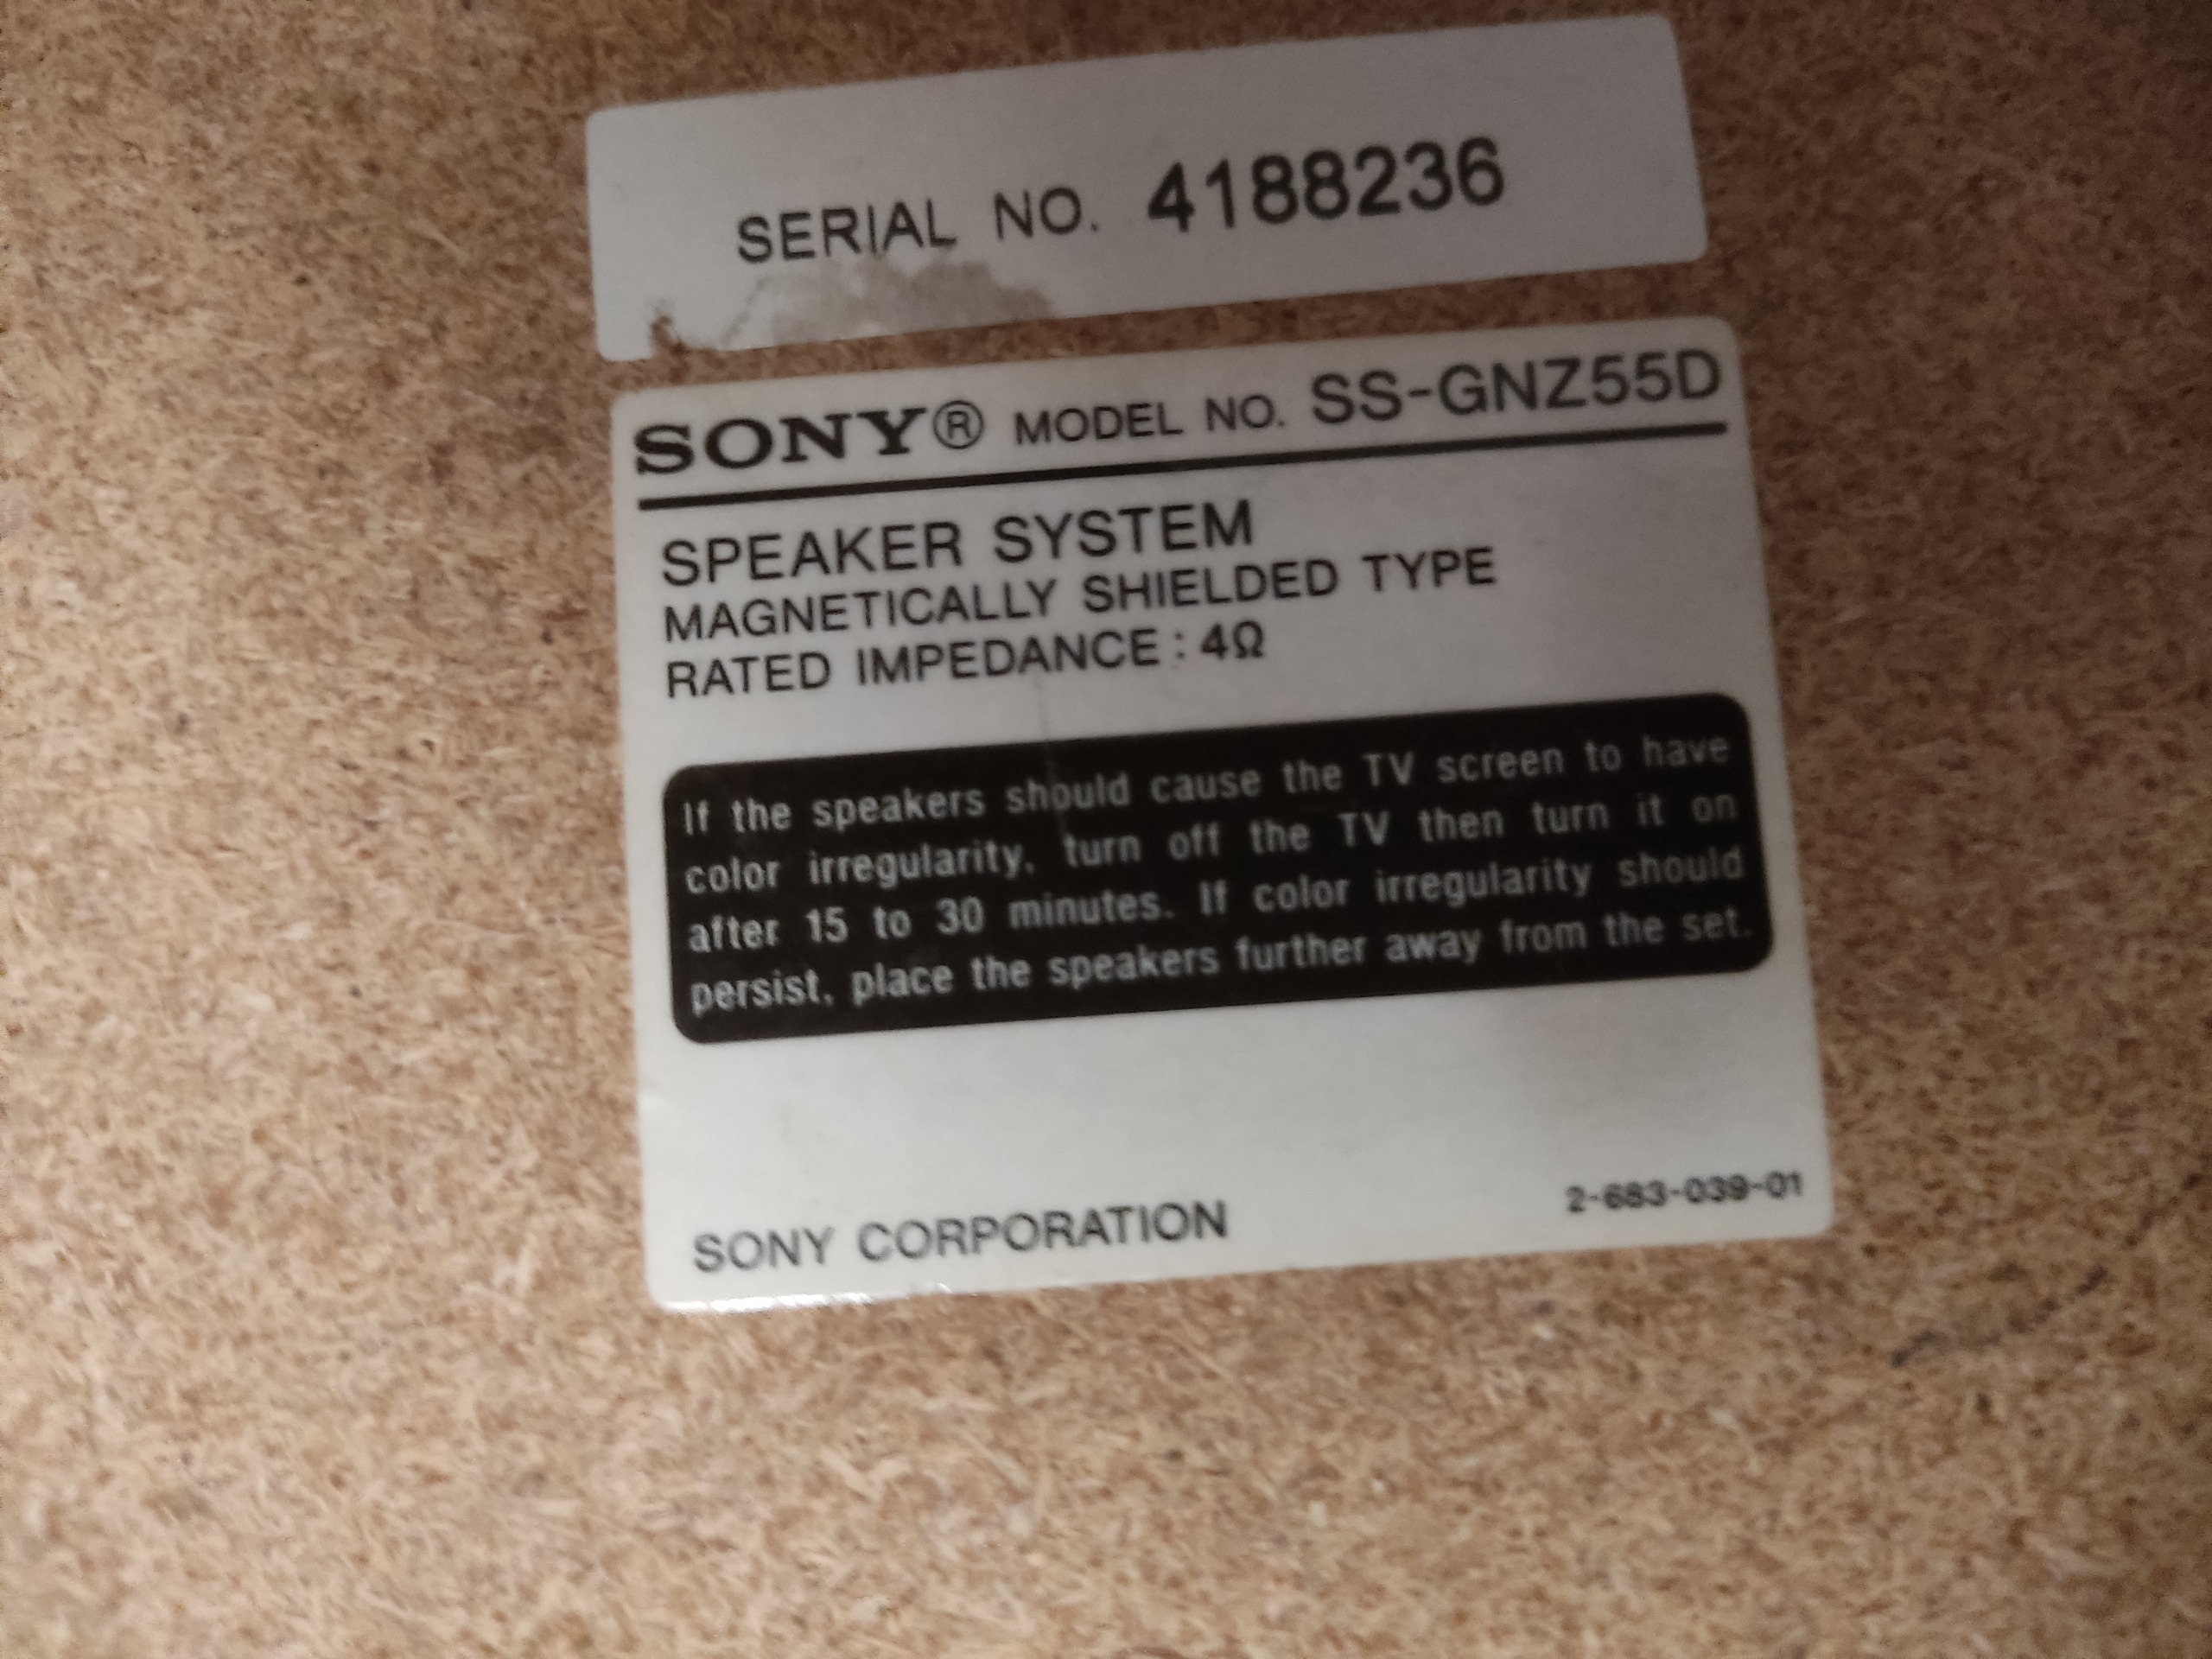 SERIAL NO. 4188236
SONY® MODEL NO. SS-GNZ55D
SPEAKER SYSTEM
MAGNETICALLY SHIELDED TYPE
RATED IMPEDANCE : 4Ω
If the speakers should cause the TV screen to have
color irregularity, turn off the TV then turn it on
after 15 to 30 minutes. If color irregularity should
persist, place the speakers further away from the set.
SONY CORPORATION
2-683-039-01